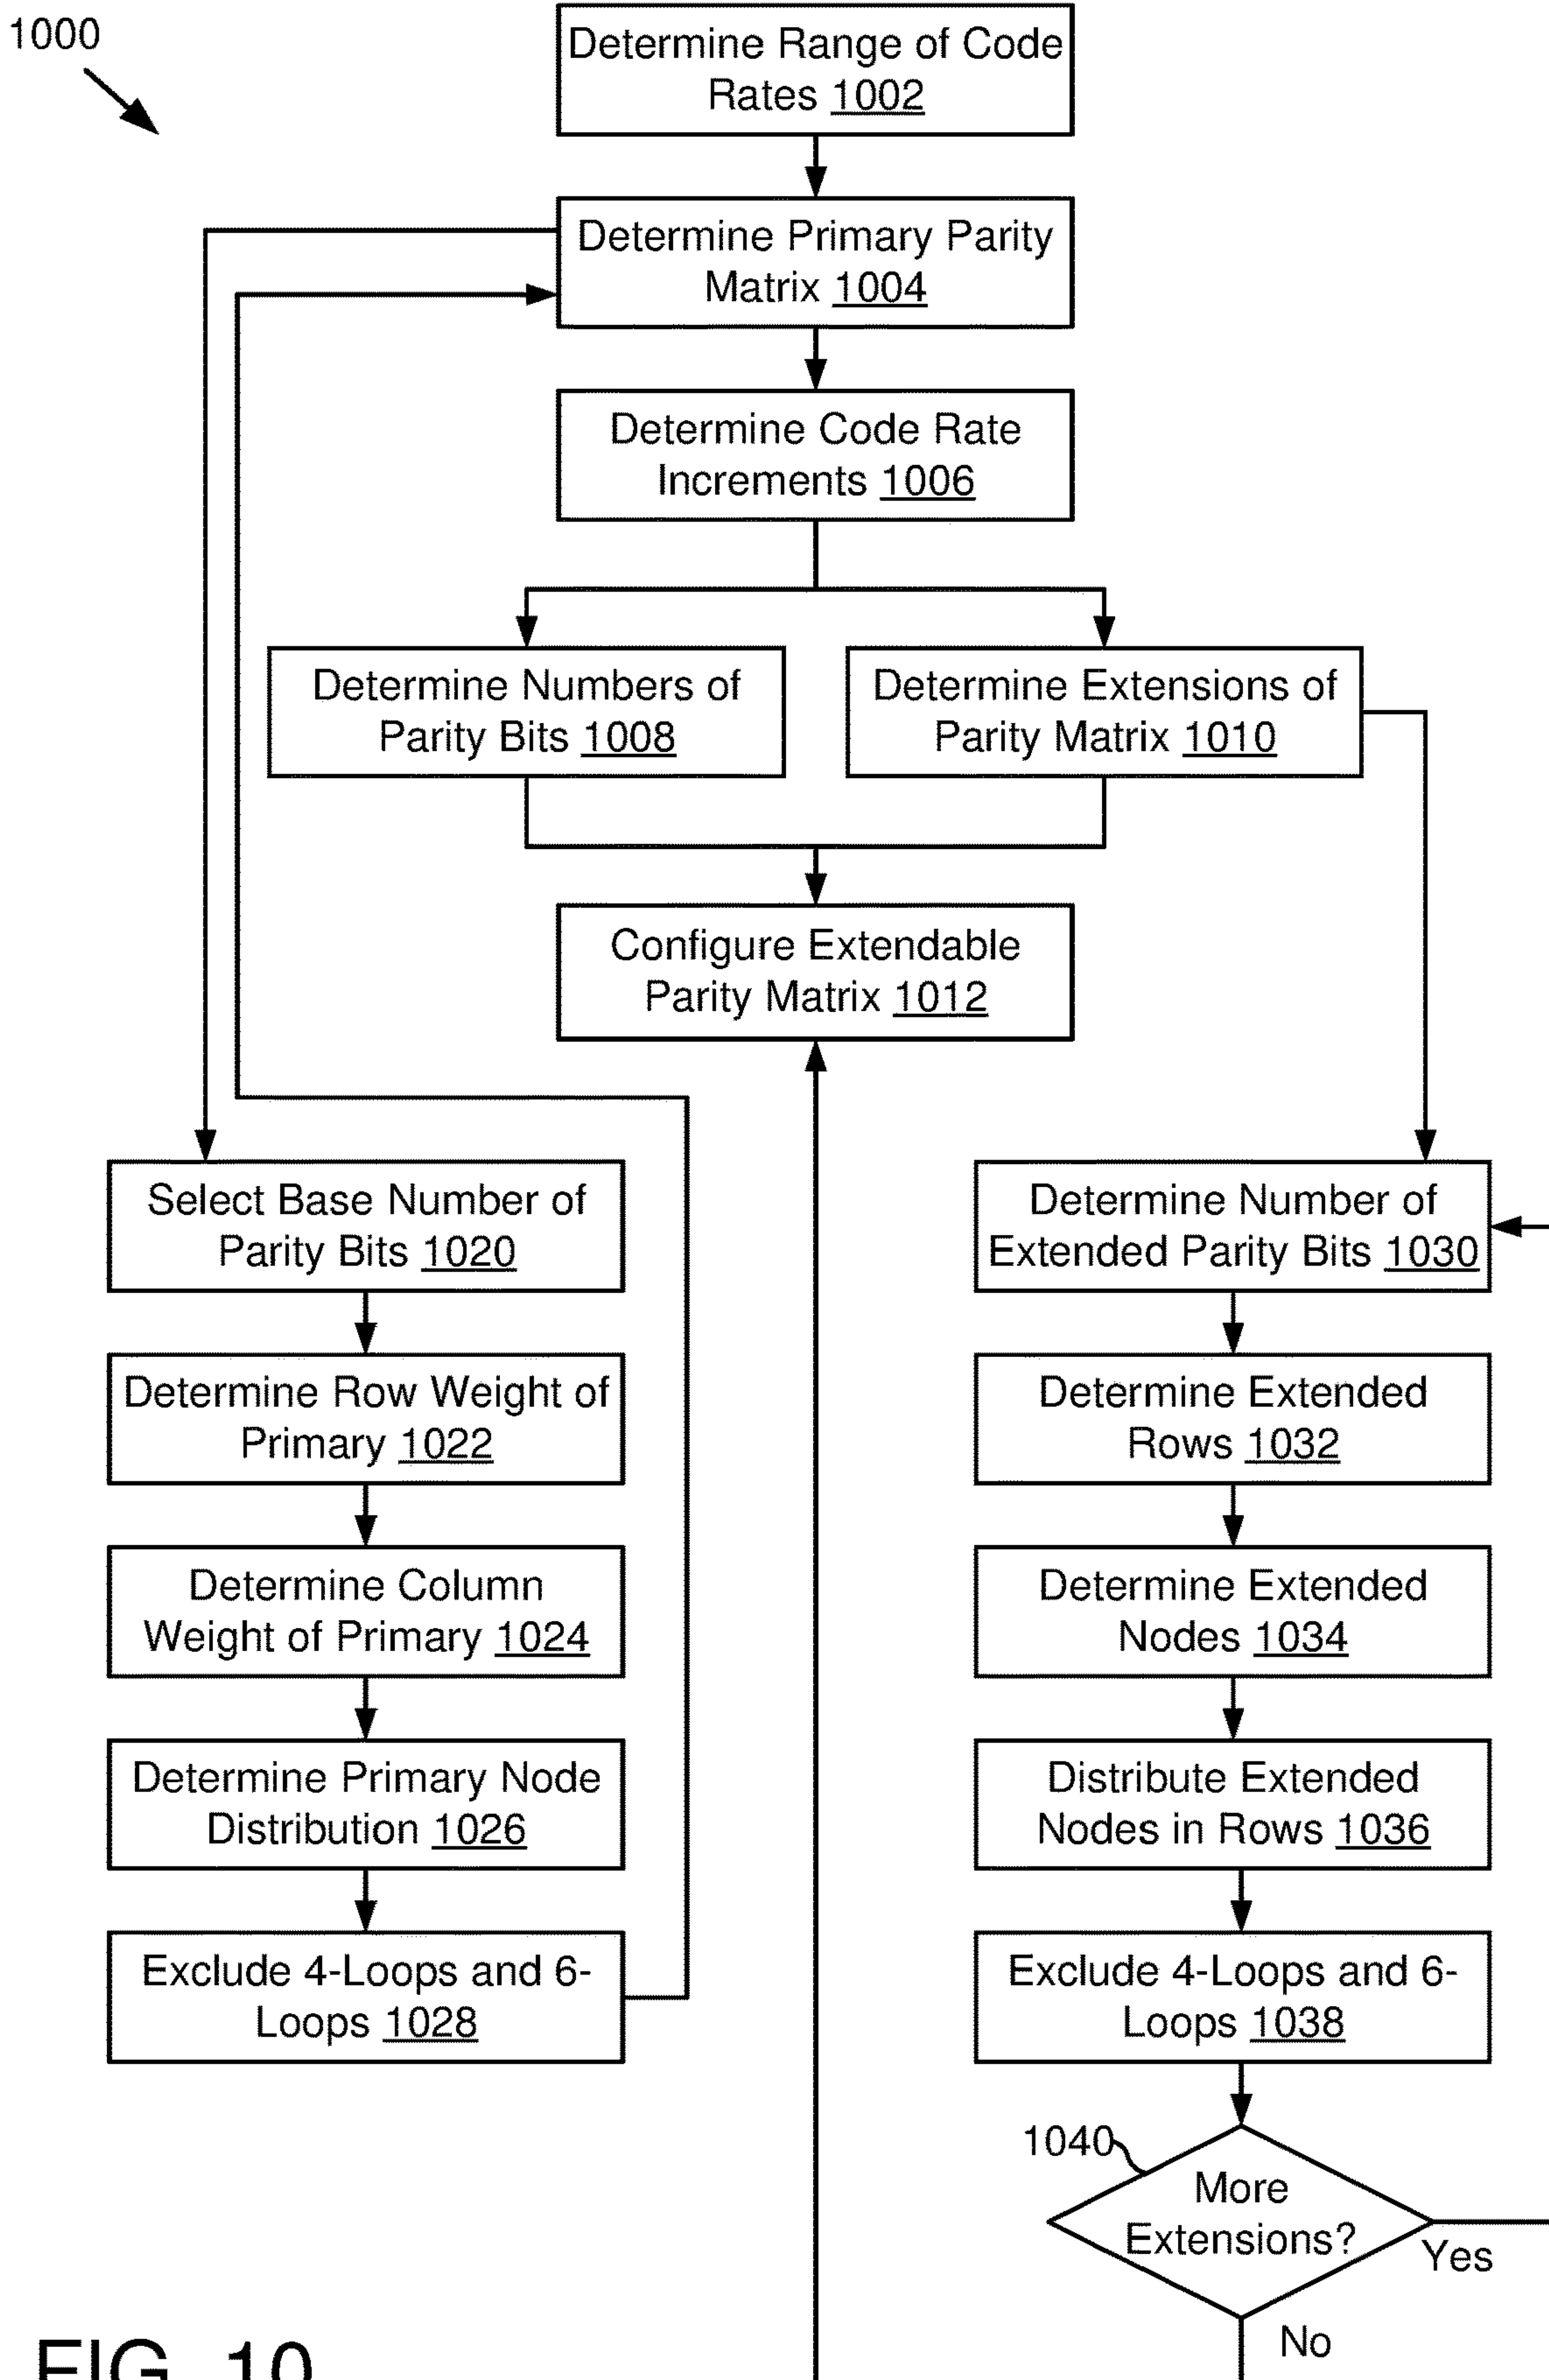 1000
Determine Range of Code
Rates 1002
Determine Primary Parity
Matrix 1004
Determine Code Rate
Increments 1006
Determine Numbers of
Parity Bits 1008
Determine Extensions of
Parity Matrix 1010
Configure Extendable
Parity Matrix 1012
Select Base Number of
Parity Bits 1020
Determine Row Weight of
Primary 1022
Determine Column
Weight of Primary 1024
Determine Primary Node
Distribution 1026
Exclude 4-Loops and 6-
Loops 1028
Determine Number of
Extended Parity Bits 1030
Determine Extended
Rows 1032
Determine Extended
Nodes 1034
Distribute Extended
Nodes in Rows 1036
Exclude 4-Loops and 6-
Loops 1038
1040
More
Extensions?
Yes
No
FIG. 10